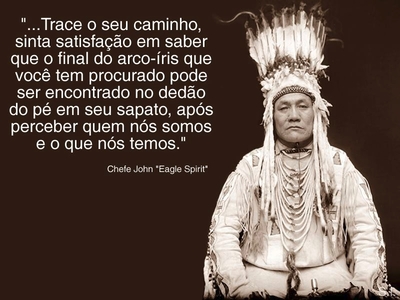 "...Trace o seu caminho,
sinta satisfação em saber
que o final do arco-íris que
você tem procurado pode
ser encontrado no dedão
do pé em seu sapato, após
perceber quem nós somos
e o que nós temos."
Chefe John "Eagle Spirit"